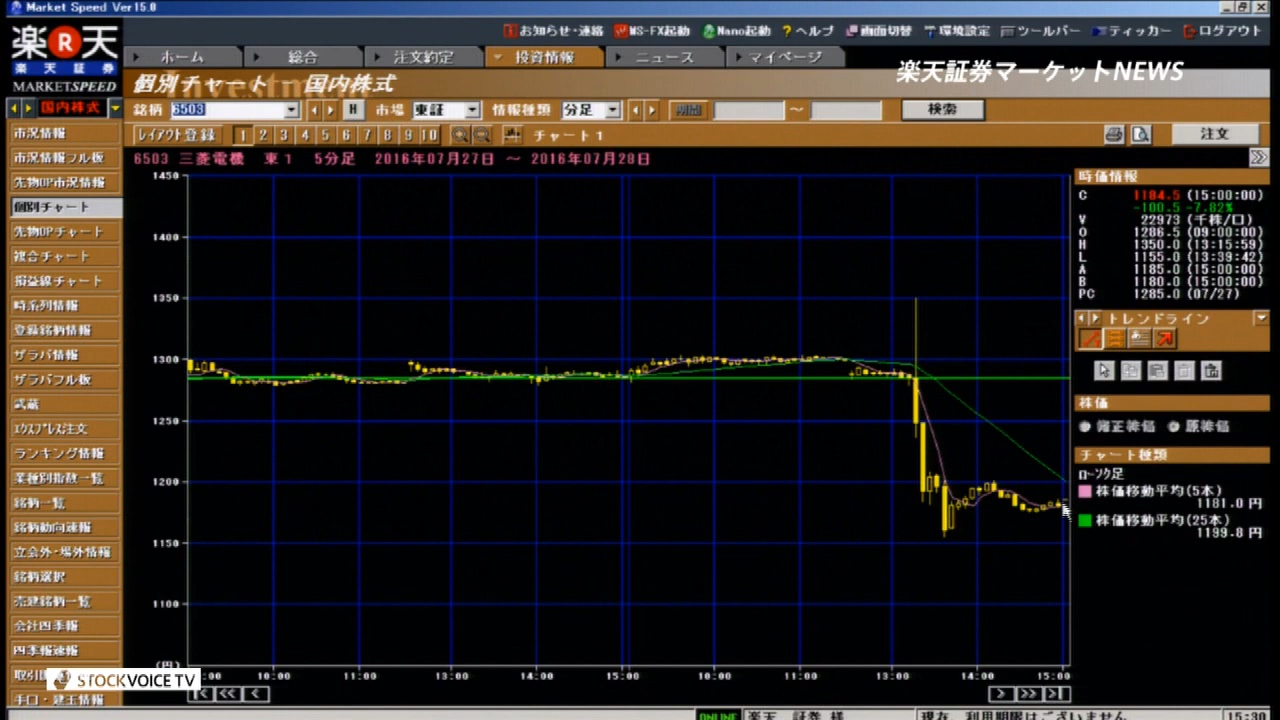 Market Speed Ver15.0
楽R天
楽天証券
MARKETSPEED
お知らせ・連絡 MS-FX起動 Nano起動 ヘルプ 画面切替 環境設定 ツールバー ティッカー ログアウト
ホーム 総合 注文約定 投資情報 ニュース マイページ
個別チャート 国内株式
楽天証券マーケットNEWS
国内株式
銘柄 6503 市場 東証 情報種類 分足 期間 ～ 検索
レイアウト登録 1 2 3 4 5 6 7 8 9 10 チャート1 注文
6503 三菱電機 東1 5分足 2016年07月27日 ～ 2016年07月28日
市況情報
市況情報フル板
先物OP市況情報
個別チャート
先物OPチャート
複合チャート
損益線チャート
時系列情報
登録銘柄情報
ザラバ情報
ザラバフル板
武蔵
エクスプレス注文
ランキング情報
業種別指数一覧
銘柄一覧
銘柄動向速報
立会外・場外情報
銘柄選択
売建銘柄一覧
会社四季報
四季報速報
手口・建玉情報
1450
1400
1350
1300
1250
1200
1150
1100
(円)
10:00 11:00 13:00 14:00 15:00 10:00 11:00 13:00 14:00 15:00
時価情報
C 1184.5 (15:00:00)
-100.5 -7.82%
V 22973 (千株/口)
O 1286.5 (09:00:00)
H 1350.0 (13:15:59)
L 1155.0 (13:39:42)
A 1185.0 (15:00:00)
B 1180.0 (15:00:00)
PC 1285.0 (07/27)
トレンドライン
株価
修正株価 原株価
チャート種類
ローソク足
株価移動平均(5本)
1181.0 円
株価移動平均(25本)
1199.8 円
STOCKVOICE TV
ONLINE 楽天 証券 様 現在、利用期限はございません 15:30